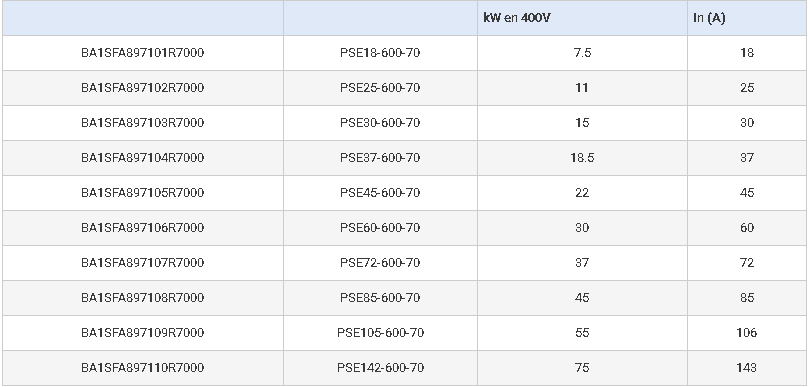 kW en 400V In (A)
BA1SFA897101R7000 PSE18-600-70 7.5 18
BA1SFA897102R7000 PSE25-600-70 11 25
BA1SFA897103R7000 PSE30-600-70 15 30
BA1SFA897104R7000 PSE37-600-70 18.5 37
BA1SFA897105R7000 PSE45-600-70 22 45
BA1SFA897106R7000 PSE60-600-70 30 60
BA1SFA897107R7000 PSE72-600-70 37 72
BA1SFA897108R7000 PSE85-600-70 45 85
BA1SFA897109R7000 PSE105-600-70 55 106
BA1SFA897110R7000 PSE142-600-70 75 143